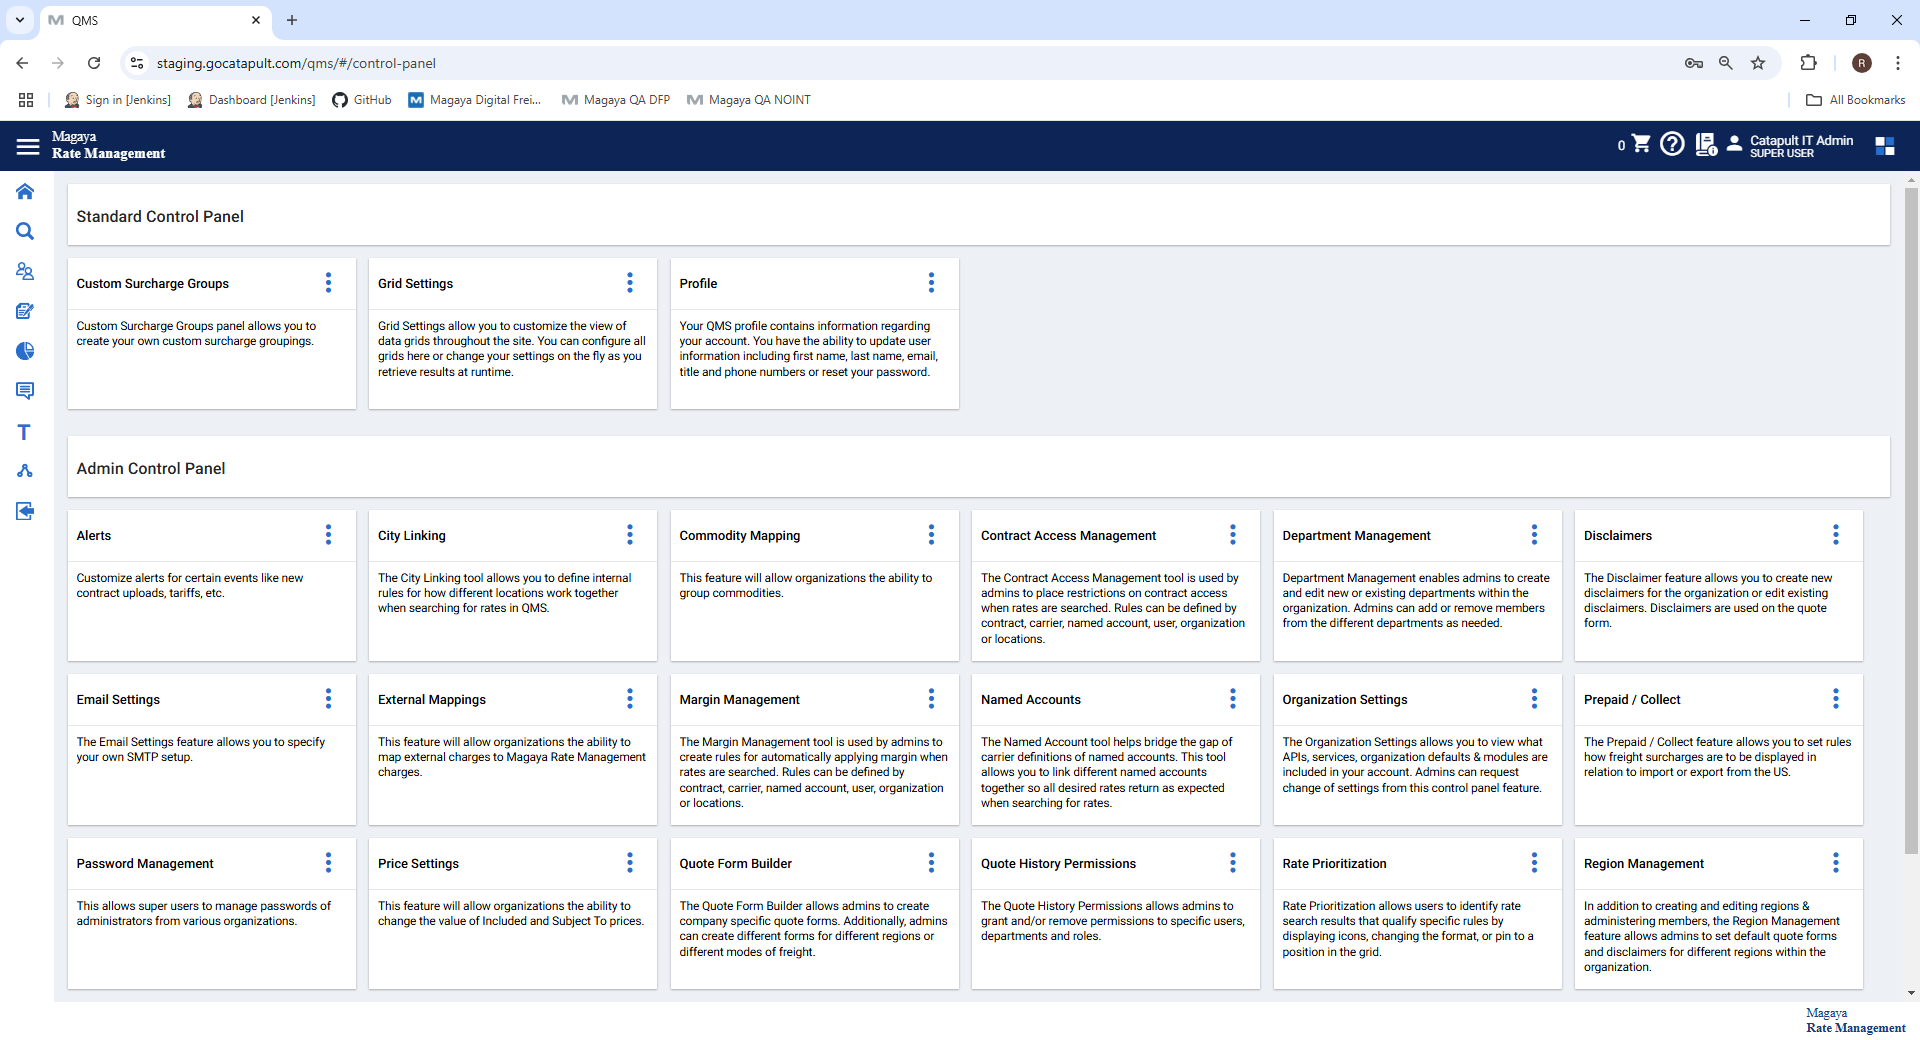 QMS
staging.gocatapult.com/qms/#/control-panel
R
Sign in [Jenkins]
Dashboard [Jenkins]
GitHub
Magaya Digital Frei...
Magaya QA DFP
Magaya QA NOINT
All Bookmarks
Magaya
Rate Management
0
Catapult IT Admin
SUPER USER
Standard Control Panel
Custom Surcharge Groups
Custom Surcharge Groups panel allows you to
create your own custom surcharge groupings.
Grid Settings
Grid Settings allow you to customize the view of
data grids throughout the site. You can configure all
grids here or change your settings on the fly as you
retrieve results at runtime.
Profile
Your QMS profile contains information regarding
your account. You have the ability to update user
information including first name, last name, email,
title and phone numbers or reset your password.
Admin Control Panel
Alerts
Customize alerts for certain events like new
contract uploads, tariffs, etc.
City Linking
The City Linking tool allows you to define internal
rules for how different locations work together
when searching for rates in QMS.
Commodity Mapping
This feature will allow organizations the ability to
group commodities.
Contract Access Management
The Contract Access Management tool is used by
admins to place restrictions on contract access
when rates are searched. Rules can be defined by
contract, carrier, named account, user, organization
or locations.
Department Management
Department Management enables admins to create
and edit new or existing departments within the
organization. Admins can add or remove members
from the different departments as needed.
Disclaimers
The Disclaimer feature allows you to create new
disclaimers for the organization or edit existing
disclaimers. Disclaimers are used on the quote
form.
Email Settings
The Email Settings feature allows you to specify
your own SMTP setup.
External Mappings
This feature will allow organizations the ability to
map external charges to Magaya Rate Management
charges.
Margin Management
The Margin Management tool is used by admins to
create rules for automatically applying margin when
rates are searched. Rules can be defined by
contract, carrier, named account, user, organization
or locations.
Named Accounts
The Named Account tool helps bridge the gap of
carrier definitions of named accounts. This tool
allows you to link different named accounts
together so all desired rates return as expected
when searching for rates.
Organization Settings
The Organization Settings allows you to view what
APIs, services, organization defaults & modules are
included in your account. Admins can request
change of settings from this control panel feature.
Prepaid / Collect
The Prepaid / Collect feature allows you to set rules
how freight surcharges are to be displayed in
relation to import or export from the US.
Password Management
This allows super users to manage passwords of
administrators from various organizations.
Price Settings
This feature will allow organizations the ability to
change the value of Included and Subject To prices.
Quote Form Builder
The Quote Form Builder allows admins to create
company specific quote forms. Additionally, admins
can create different forms for different regions or
different modes of freight.
Quote History Permissions
The Quote History Permissions allows admins to
grant and/or remove permissions to specific users,
departments and roles.
Rate Prioritization
Rate Prioritization allows users to identify rate
search results that qualify specific rules by
displaying icons, changing the format, or pin to a
position in the grid.
Region Management
In addition to creating and editing regions &
administering members, the Region Management
feature allows admins to set default quote forms
and disclaimers for different regions within the
organization.
Magaya
Rate Management